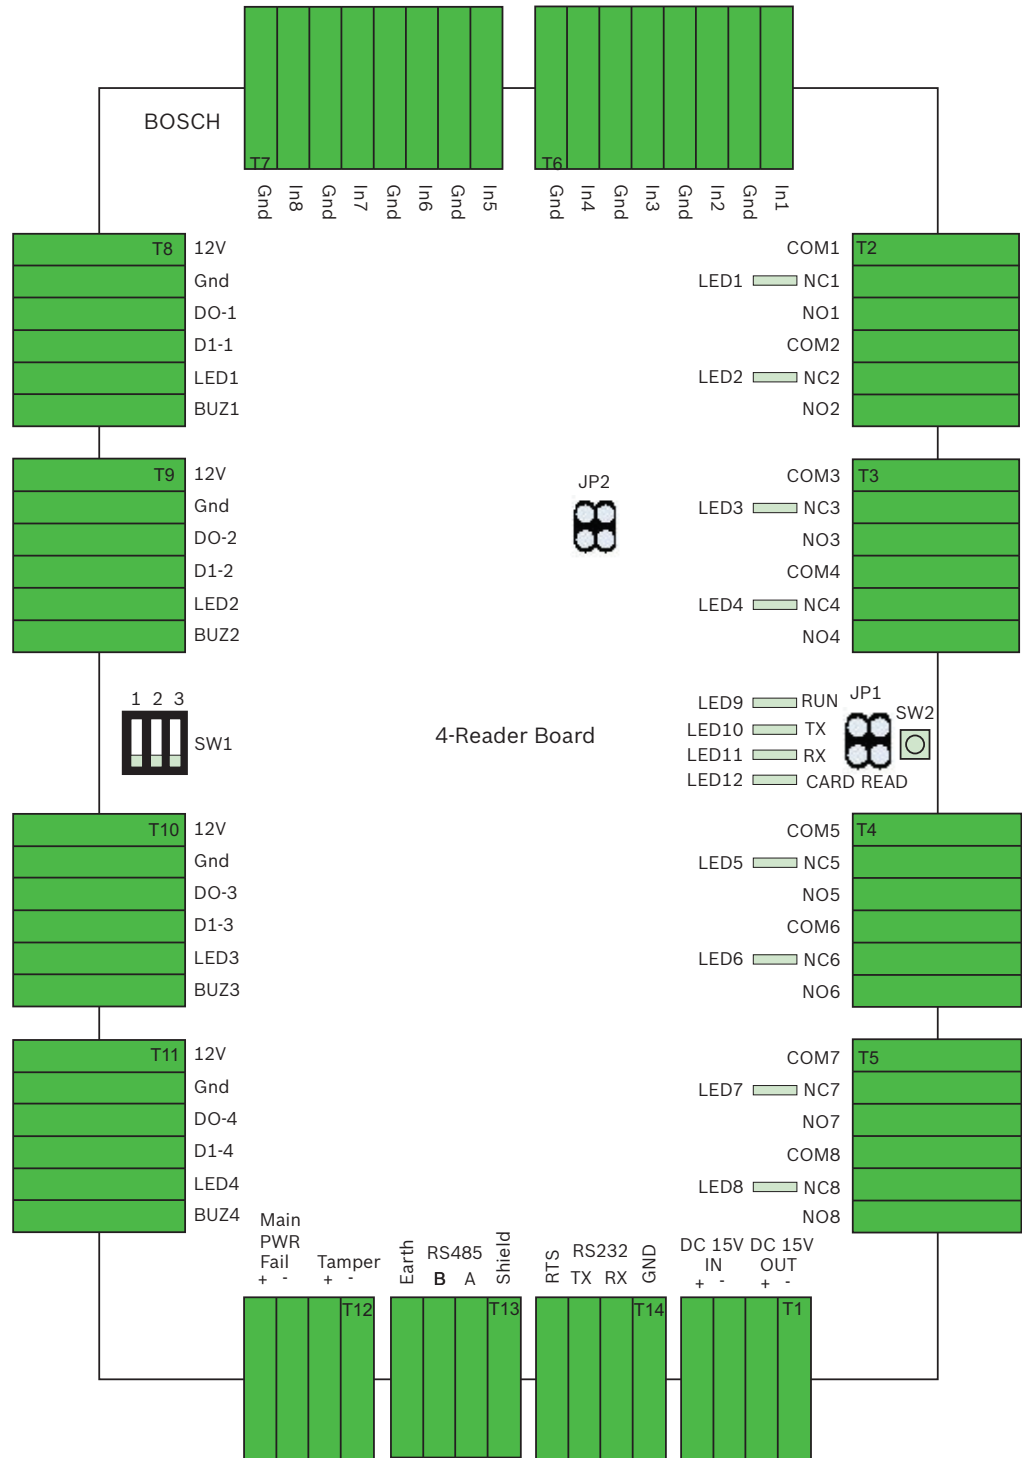 BOSCH
T7
T6
Gnd In8 Gnd In7 Gnd In6 Gnd In5
Gnd In4 Gnd In3 Gnd In2 Gnd In1
T8 12V
Gnd
DO-1
D1-1
LED1
BUZ1
COM1 T2
LED1 NC1
NO1
COM2
LED2 NC2
NO2
T9 12V
Gnd
DO-2
D1-2
LED2
BUZ2
JP2
COM3 T3
LED3 NC3
NO3
COM4
LED4 NC4
NO4
1 2 3
SW1
4-Reader Board
LED9 RUN
LED10 TX
LED11 RX
LED12 CARD READ
JP1
SW2
T10 12V
Gnd
DO-3
D1-3
LED3
BUZ3
COM5 T4
LED5 NC5
NO5
COM6
LED6 NC6
NO6
T11 12V
Gnd
DO-4
D1-4
LED4
BUZ4
COM7 T5
LED7 NC7
NO7
COM8
LED8 NC8
NO8
Main
PWR
Fail
+ -
Tamper
+ -
T12
Earth
RS485
B A
Shield
T13
RTS
RS232
TX RX
GND
T14
DC 15V
IN
+ -
DC 15V
OUT
+ -
T1